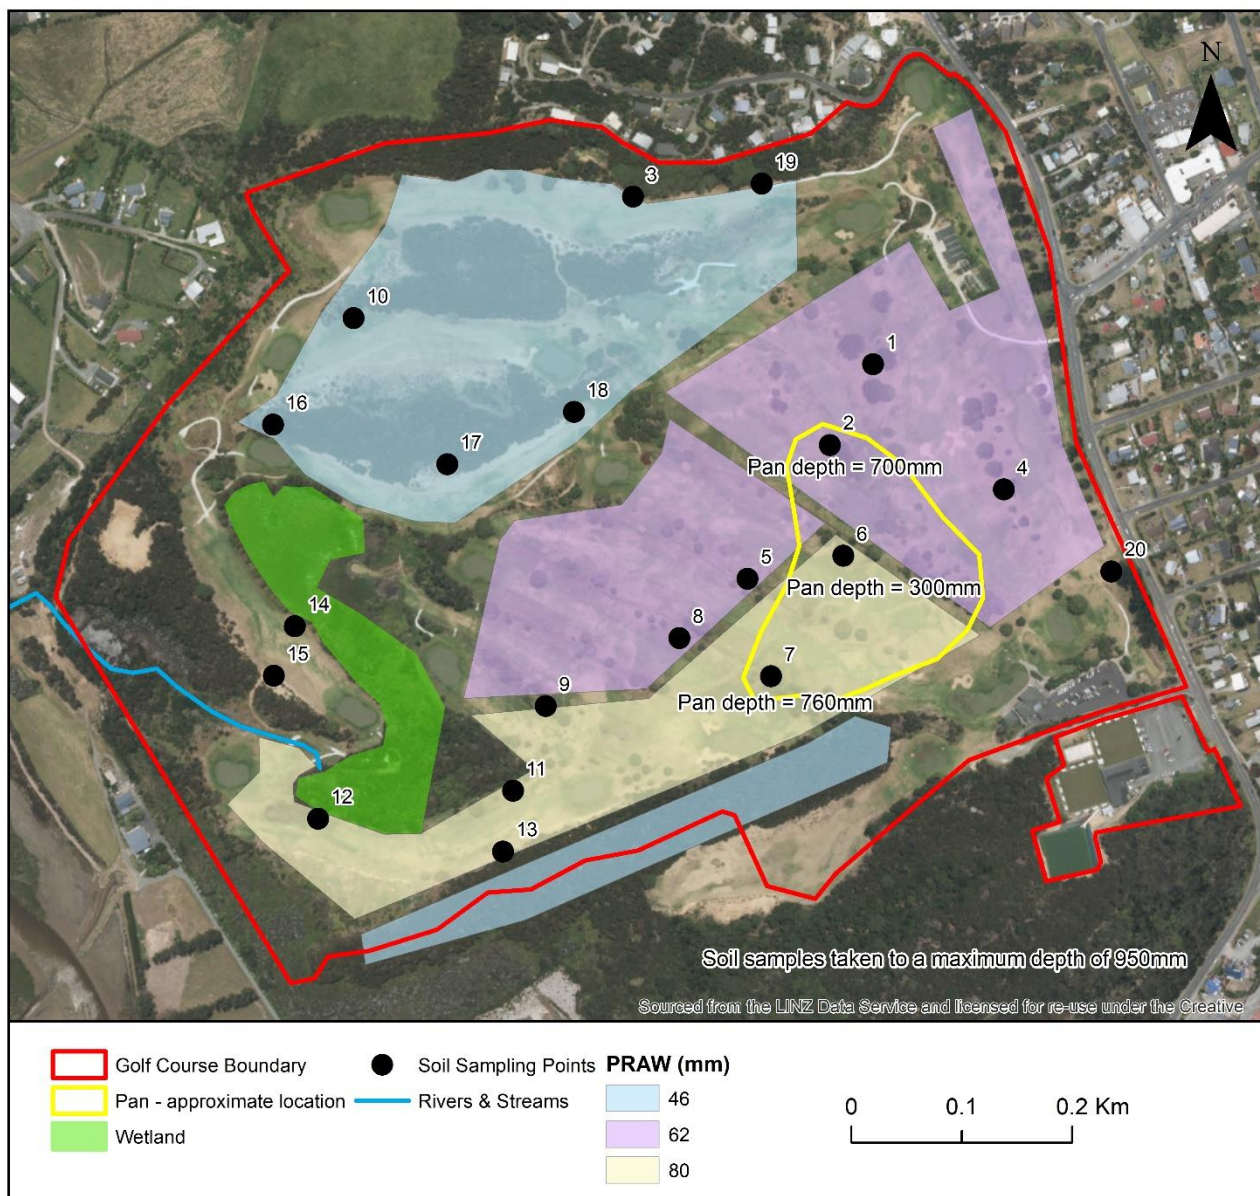 N
19
3
10
1
18
16
2
17
Pan depth = 700mm
4
6
20
5
Pan depth = 300mm
14
8
15
7
9
Pan depth = 760mm
11
12
13
Soil samples taken to a maximum depth of 950mm
Sourced from the LINZ Data Service and licensed for re-use under the Creative
Golf Course Boundary
Soil Sampling Points
PRAW (mm)
Pan - approximate location
Rivers & Streams
46
0 0.1 0.2 Km
Wetland
62
80